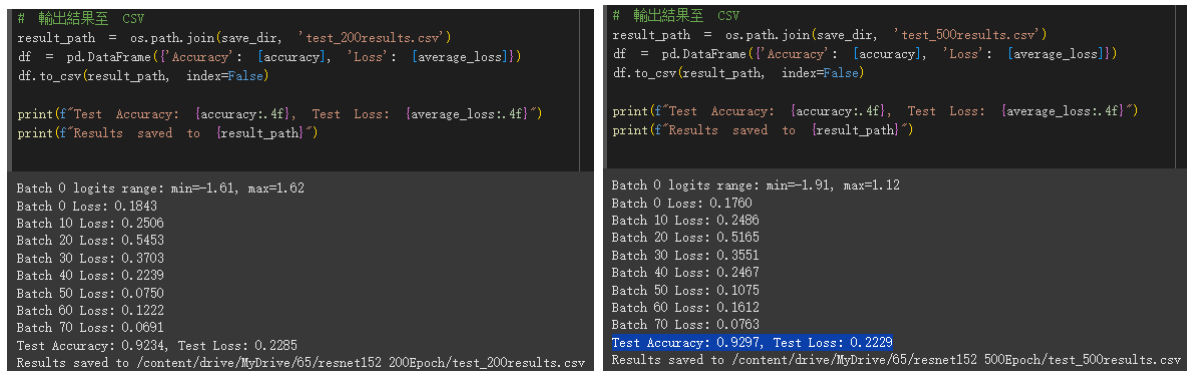 # 輸出結果至 CSV
result_path = os.path.join(save_dir, 'test_200results.csv')
df = pd.DataFrame({'Accuracy': [accuracy], 'Loss': [average_loss]})
df.to_csv(result_path, index=False)
print(f"Test Accuracy: {accuracy:.4f}, Test Loss: {average_loss:.4f}")
print(f"Results saved to {result_path}")
Batch 0 logits range: min=-1.61, max=1.62
Batch 0 Loss: 0.1843
Batch 10 Loss: 0.2506
Batch 20 Loss: 0.5453
Batch 30 Loss: 0.3703
Batch 40 Loss: 0.2239
Batch 50 Loss: 0.0750
Batch 60 Loss: 0.1222
Batch 70 Loss: 0.0691
Test Accuracy: 0.9234, Test Loss: 0.2285
Results saved to /content/drive/MyDrive/65/resnet152 200Epoch/test_200results.csv
# 輸出結果至 CSV
result_path = os.path.join(save_dir, 'test_500results.csv')
df = pd.DataFrame({'Accuracy': [accuracy], 'Loss': [average_loss]})
df.to_csv(result_path, index=False)
print(f"Test Accuracy: {accuracy:.4f}, Test Loss: {average_loss:.4f}")
print(f"Results saved to {result_path}")
Batch 0 logits range: min=-1.91, max=1.12
Batch 0 Loss: 0.1760
Batch 10 Loss: 0.2486
Batch 20 Loss: 0.5165
Batch 30 Loss: 0.3551
Batch 40 Loss: 0.2467
Batch 50 Loss: 0.1075
Batch 60 Loss: 0.1612
Batch 70 Loss: 0.0763
Test Accuracy: 0.9297, Test Loss: 0.2229
Results saved to /content/drive/MyDrive/65/resnet152 500Epoch/test_500results.csv